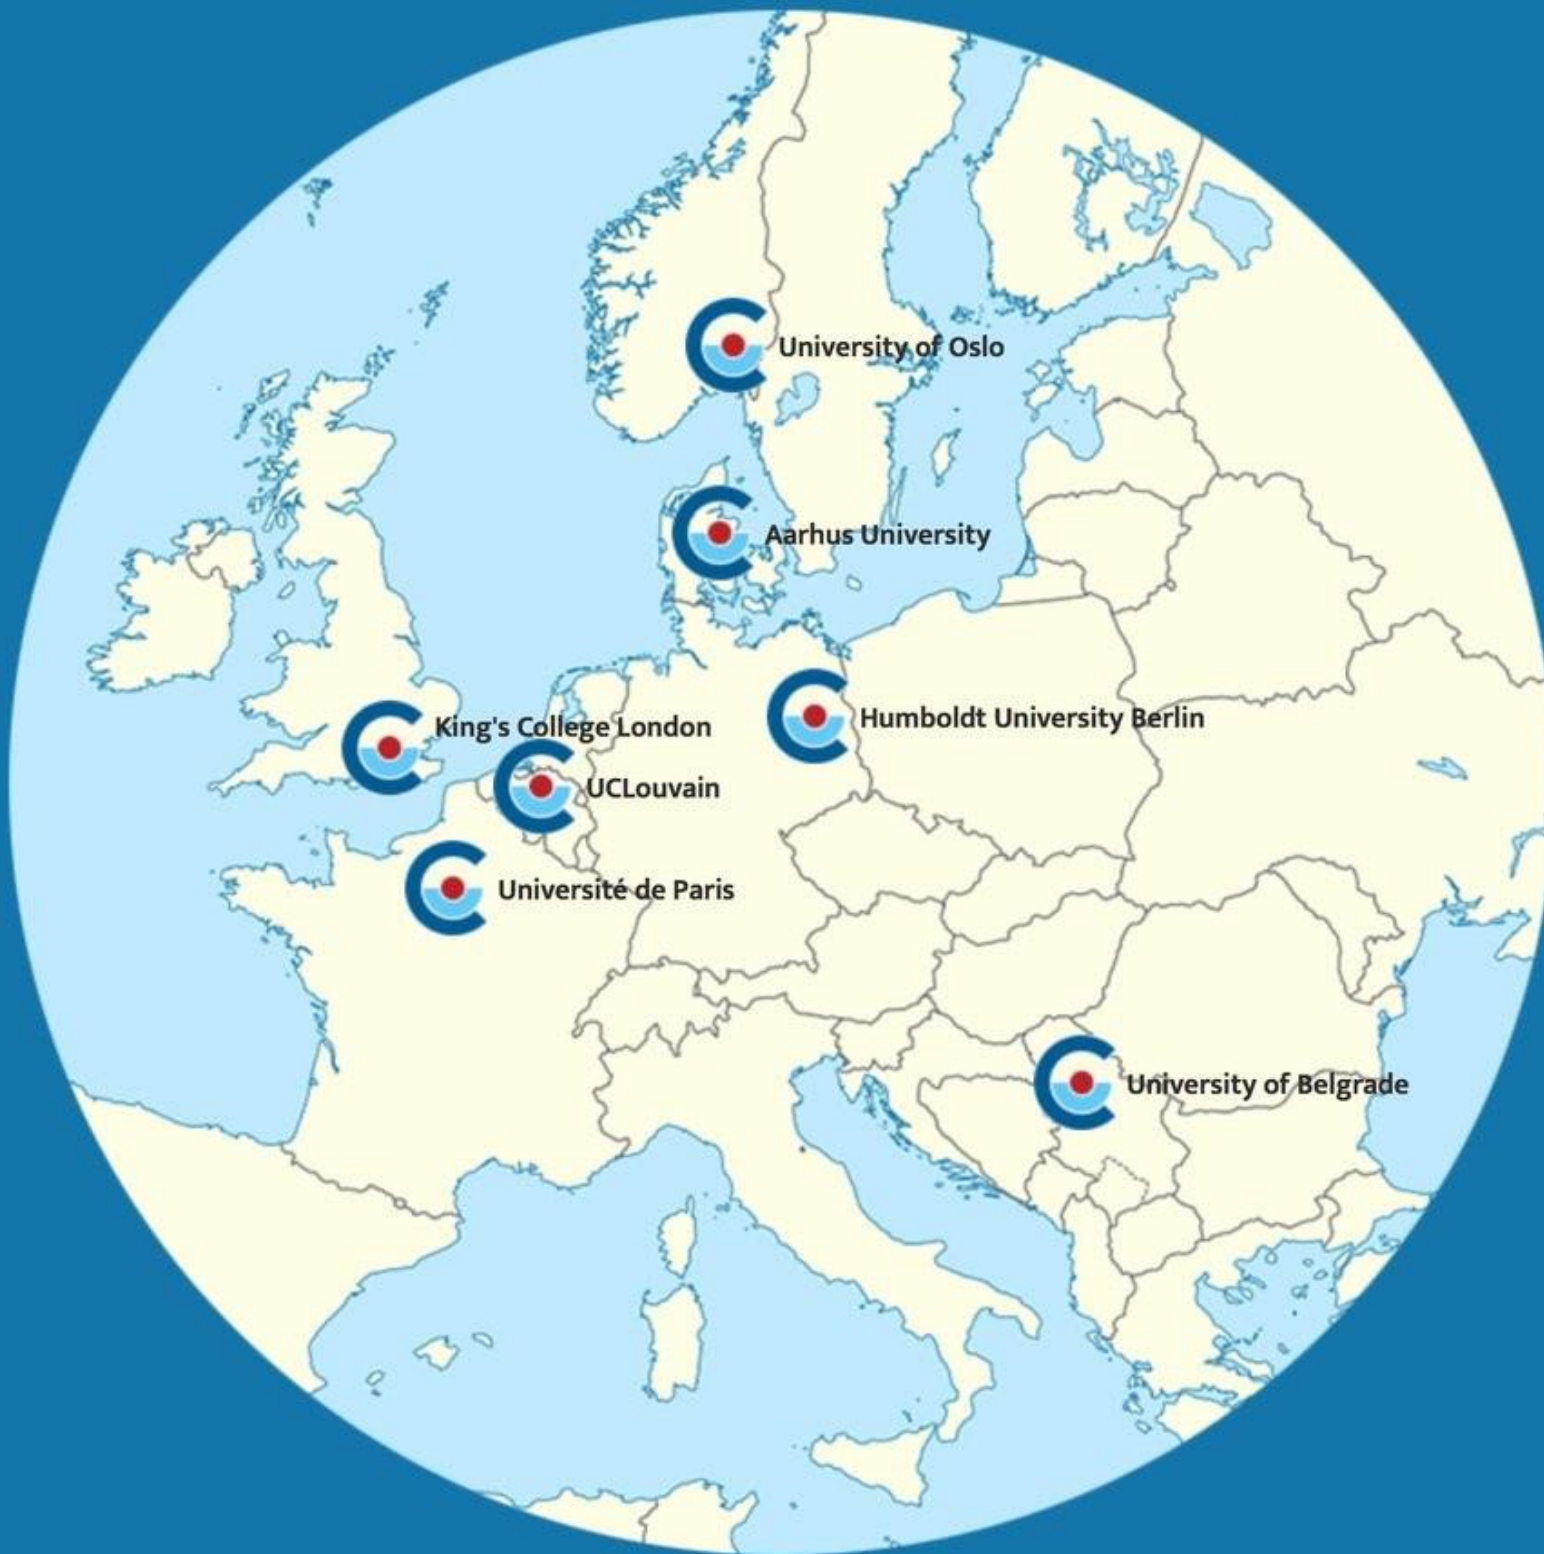 University of Oslo
Aarhus University
Humboldt University Berlin
King's College London
UCLouvain
Université de Paris
University of Belgrade